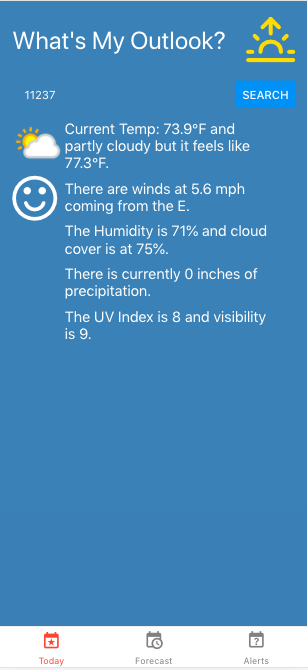 What's My Outlook?
11237
SEARCH
Current Temp: 73.9°F and
partly cloudy but it feels like
77.3°F.
There are winds at 5.6 mph
coming from the E.
The Humidity is 71% and cloud
cover is at 75%.
There is currently 0 inches of
precipitation.
The UV Index is 8 and visibility
is 9.
Today
Forecast
Alerts